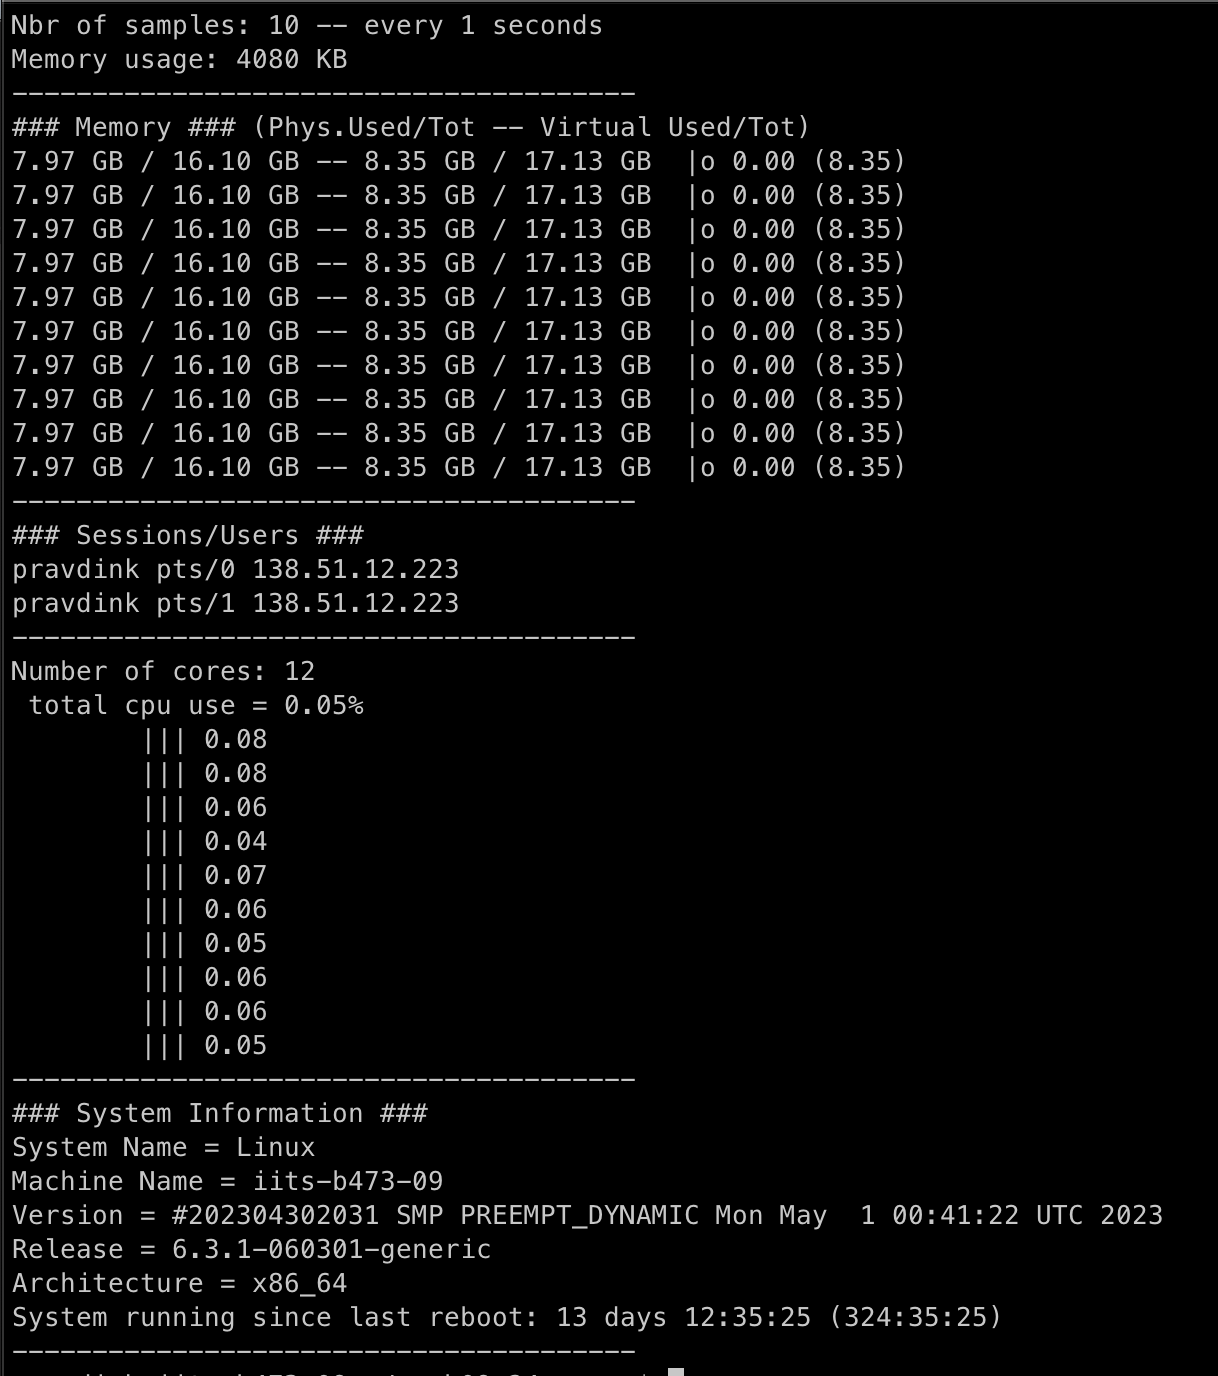 Nbr of samples: 10 -- every 1 seconds
Memory usage: 4080 KB
---------------------------------------
### Memory ### (Phys.Used/Tot -- Virtual Used/Tot)
7.97 GB / 16.10 GB -- 8.35 GB / 17.13 GB  |o 0.00 (8.35)
7.97 GB / 16.10 GB -- 8.35 GB / 17.13 GB  |o 0.00 (8.35)
7.97 GB / 16.10 GB -- 8.35 GB / 17.13 GB  |o 0.00 (8.35)
7.97 GB / 16.10 GB -- 8.35 GB / 17.13 GB  |o 0.00 (8.35)
7.97 GB / 16.10 GB -- 8.35 GB / 17.13 GB  |o 0.00 (8.35)
7.97 GB / 16.10 GB -- 8.35 GB / 17.13 GB  |o 0.00 (8.35)
7.97 GB / 16.10 GB -- 8.35 GB / 17.13 GB  |o 0.00 (8.35)
7.97 GB / 16.10 GB -- 8.35 GB / 17.13 GB  |o 0.00 (8.35)
7.97 GB / 16.10 GB -- 8.35 GB / 17.13 GB  |o 0.00 (8.35)
7.97 GB / 16.10 GB -- 8.35 GB / 17.13 GB  |o 0.00 (8.35)
---------------------------------------
### Sessions/Users ###
pravdink pts/0 138.51.12.223
pravdink pts/1 138.51.12.223
---------------------------------------
Number of cores: 12
 total cpu use = 0.05%
        ||| 0.08
        ||| 0.08
        ||| 0.06
        ||| 0.04
        ||| 0.07
        ||| 0.06
        ||| 0.05
        ||| 0.06
        ||| 0.06
        ||| 0.05
---------------------------------------
### System Information ###
System Name = Linux
Machine Name = iits-b473-09
Version = #202304302031 SMP PREEMPT_DYNAMIC Mon May  1 00:41:22 UTC 2023
Release = 6.3.1-060301-generic
Architecture = x86_64
System running since last reboot: 13 days 12:35:25 (324:35:25)
---------------------------------------